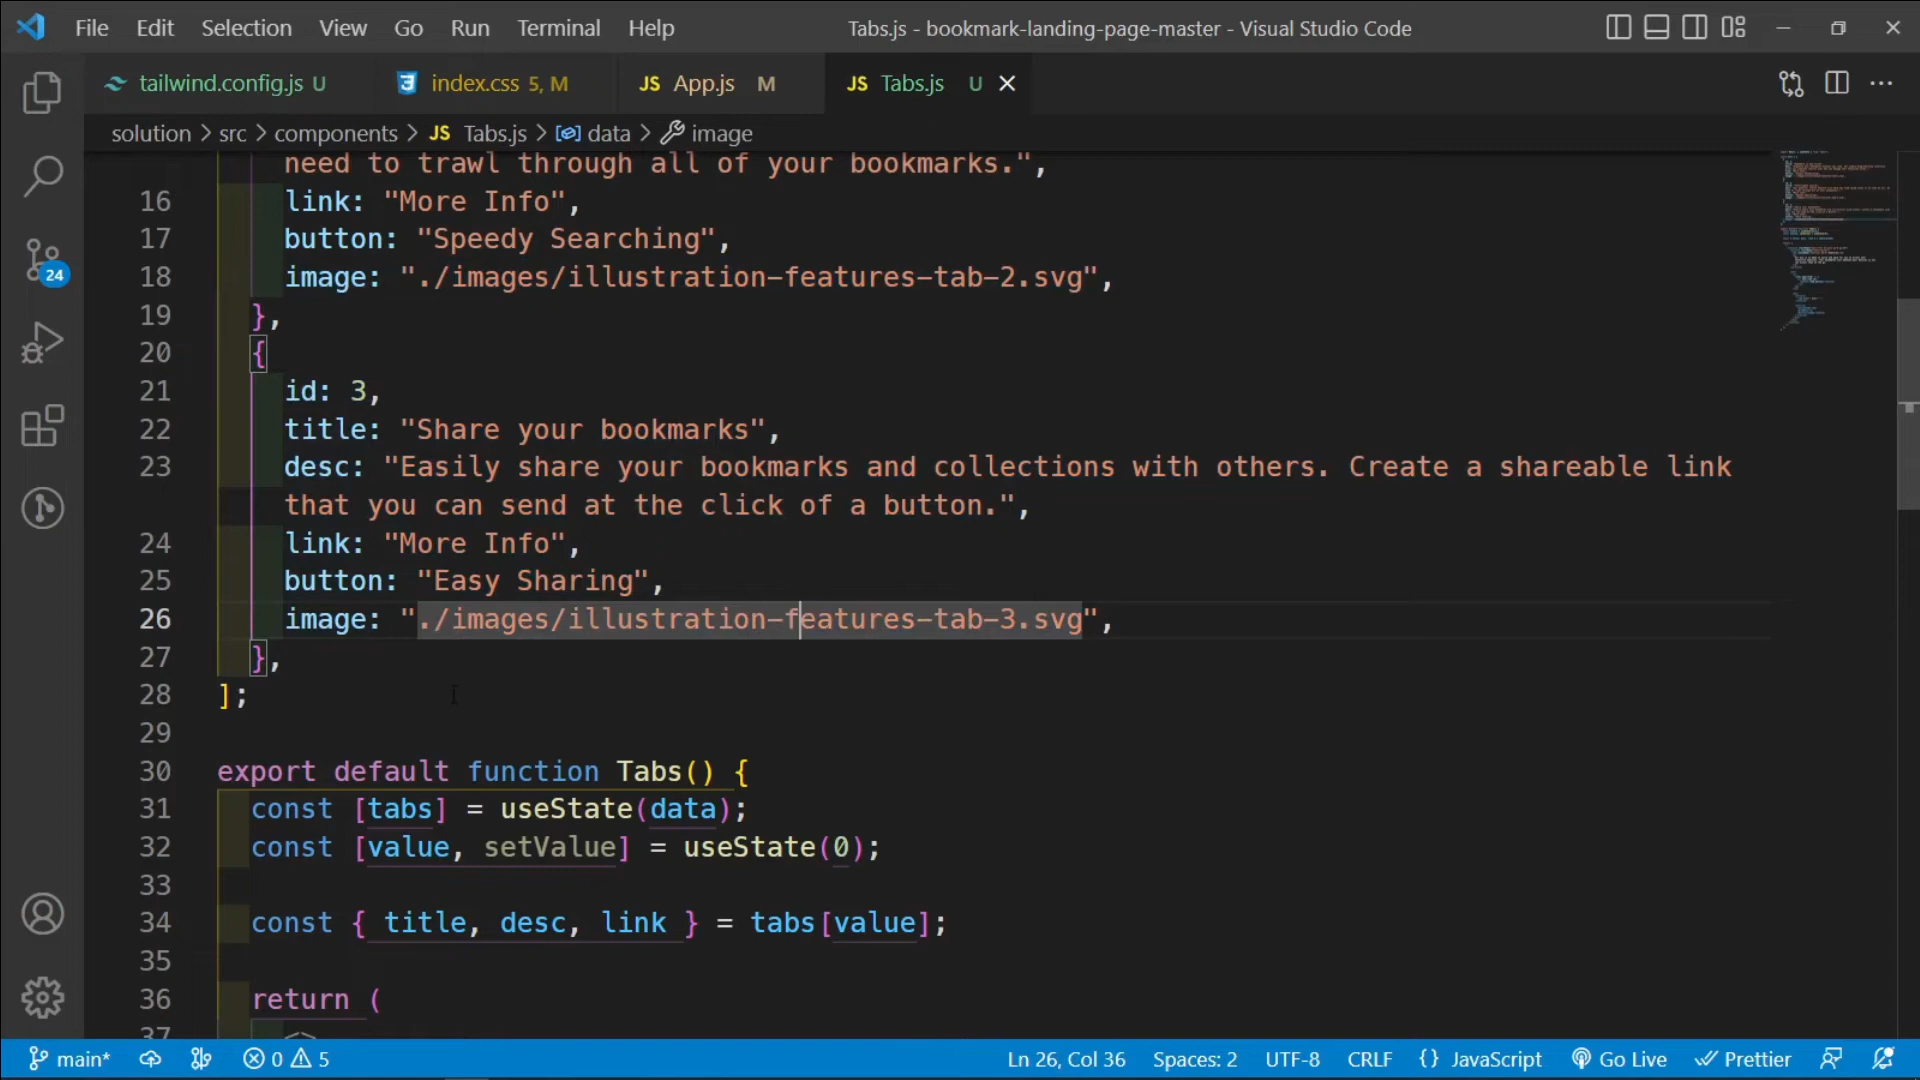 File Edit Selection View Go Run Terminal Help
Tabs.js - bookmark-landing-page-master - Visual Studio Code
tailwind.config.js U
index.css 5, M
JS App.js M
JS Tabs.js U
solution > src > components > JS Tabs.js > data > image
need to trawl through all of your bookmarks.",
16 link: "More Info",
17 button: "Speedy Searching",
18 image: "./images/illustration-features-tab-2.svg",
19 },
20 {
21 id: 3,
22 title: "Share your bookmarks",
23 desc: "Easily share your bookmarks and collections with others. Create a shareable link
that you can send at the click of a button.",
24 link: "More Info",
25 button: "Easy Sharing",
26 image: "./images/illustration-features-tab-3.svg",
27 },
28 ];
29
30 export default function Tabs() {
31 const [tabs] = useState(data);
32 const [value, setValue] = useState(0);
33
34 const { title, desc, link } = tabs[value];
35
36 return (
37 <>
24
main* 0 5
Ln 26, Col 36 Spaces: 2 UTF-8 CRLF {} JavaScript Go Live Prettier